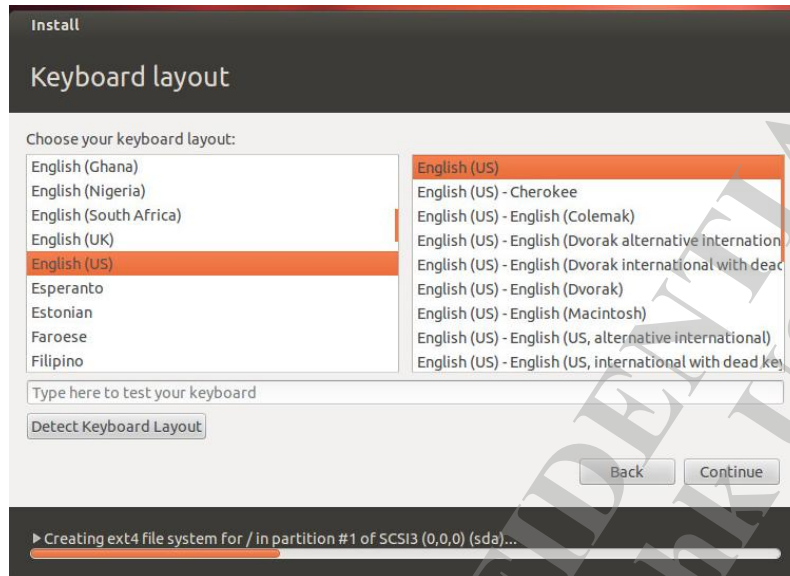 Install
Keyboard layout
Choose your keyboard layout:
English (Ghana)
English (Nigeria)
English (South Africa)
English (UK)
English (US)
Esperanto
Estonian
Faroese
Filipino
English (US)
English (US) - Cherokee
English (US) - English (Colemak)
English (US) - English (Dvorak alternative internation
English (US) - English (Dvorak international with dead
English (US) - English (Dvorak)
English (US) - English (Macintosh)
English (US) - English (US, alternative international)
English (US) - English (US, international with dead key
Type here to test your keyboard
Detect Keyboard Layout
Back
Continue
Creating ext4 file system for / in partition #1 of SCSI3 (0,0,0) (sda)...